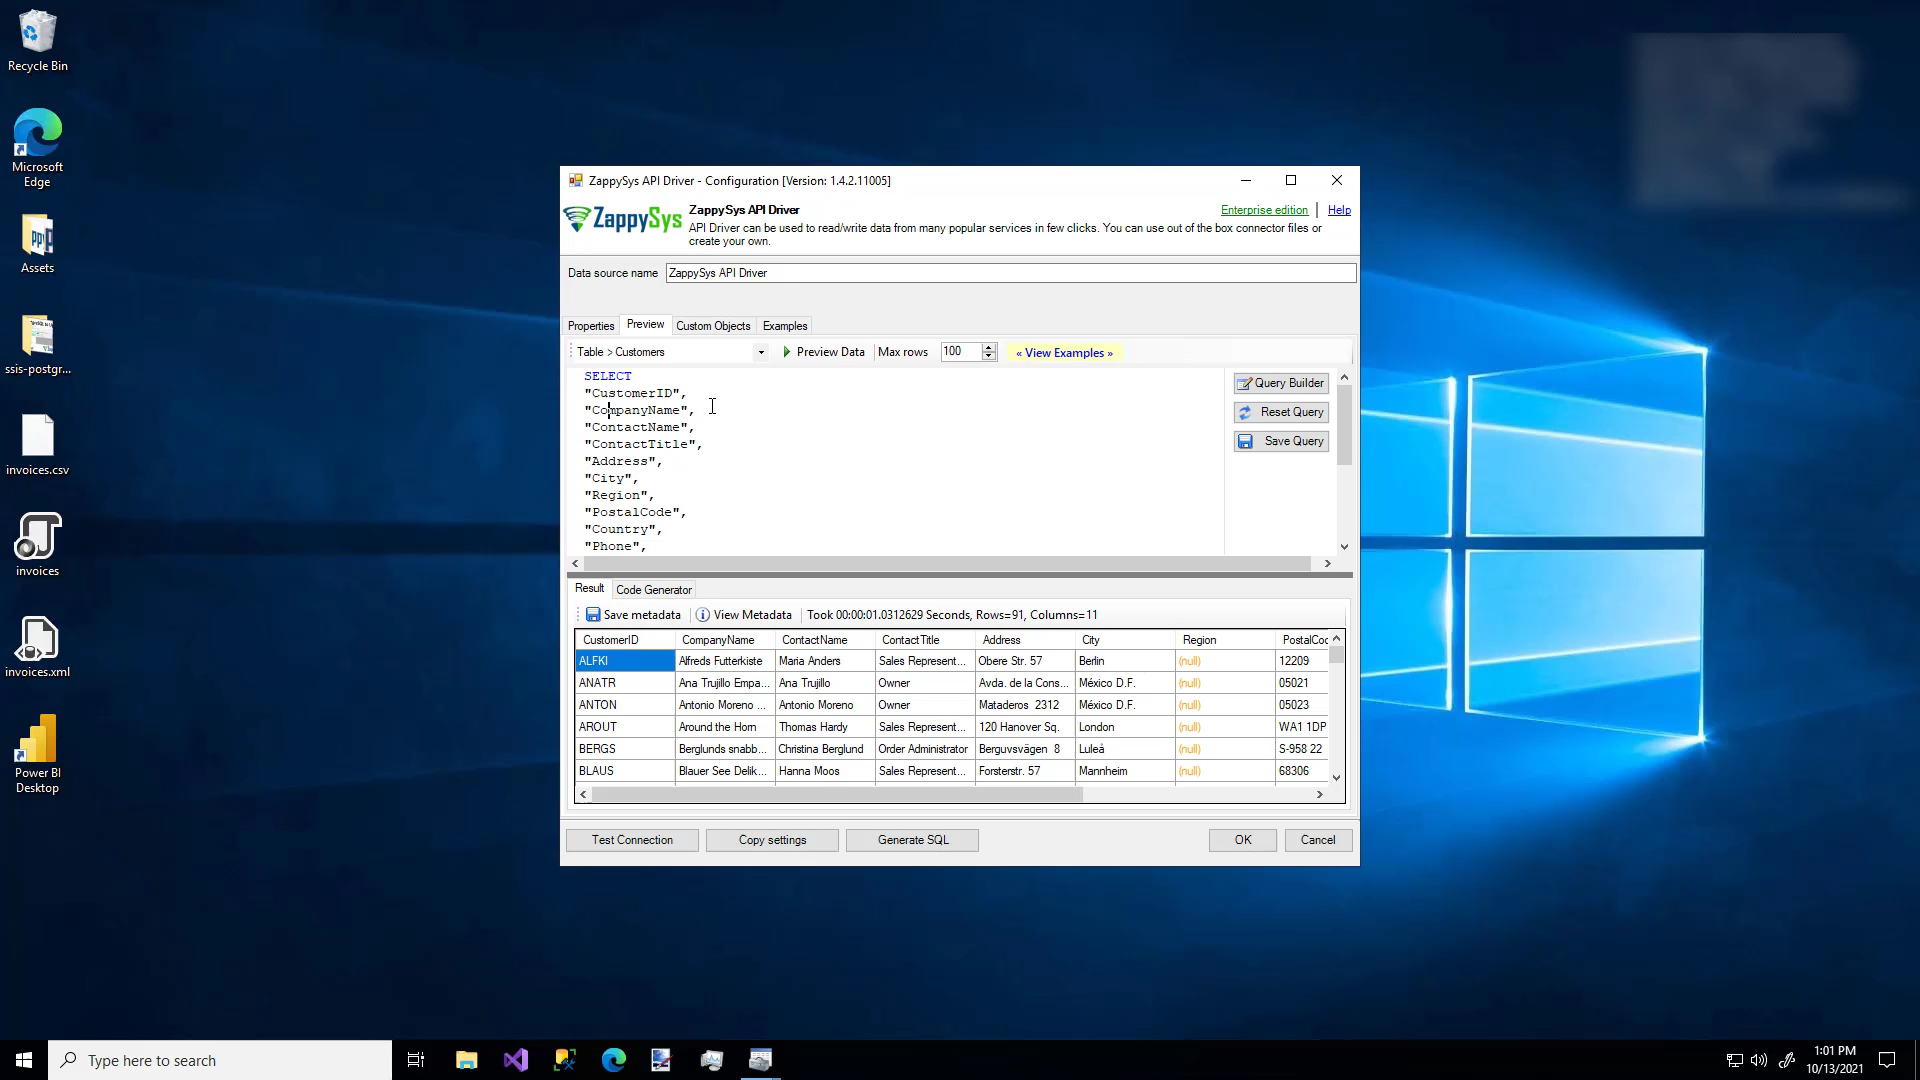 Recycle Bin
Microsoft
Edge
Assets
ssis-postgr...
invoices.csv
invoices
invoices.xml
Power BI
Desktop
ZappySys API Driver - Configuration [Version: 1.4.2.11005]
ZappySys
ZappySys API Driver
Enterprise edition | Help
API Driver can be used to read/write data from many popular services in few clicks. You can use out of the box connector files or
create your own.
Data source name ZappySys API Driver
Properties Preview Custom Objects Examples
Table > Customers Preview Data Max rows 100 « View Examples »
SELECT
"CustomerID",
"CompanyName",
"ContactName",
"ContactTitle",
"Address",
"City",
"Region",
"PostalCode",
"Country",
"Phone",
Query Builder
Reset Query
Save Query
Result Code Generator
Save metadata View Metadata Took 00:00:01.0312629 Seconds, Rows=91, Columns=11
CustomerID CompanyName ContactName ContactTitle Address City Region PostalCoc
ALFKI Alfreds Futterkiste Maria Anders Sales Represent... Obere Str. 57 Berlin (null) 12209
ANATR Ana Trujillo Empa... Ana Trujillo Owner Avda. de la Cons... México D.F. (null) 05021
ANTON Antonio Moreno ... Antonio Moreno Owner Mataderos 2312 México D.F. (null) 05023
AROUT Around the Horn Thomas Hardy Sales Represent... 120 Hanover Sq. London (null) WA1 1DP
BERGS Berglunds snabb... Christina Berglund Order Administrator Berguvsvägen 8 Luleå (null) S-958 22
BLAUS Blauer See Delik... Hanna Moos Sales Represent... Forsterstr. 57 Mannheim (null) 68306
Test Connection Copy settings Generate SQL OK Cancel
Type here to search
1:01 PM
10/13/2021